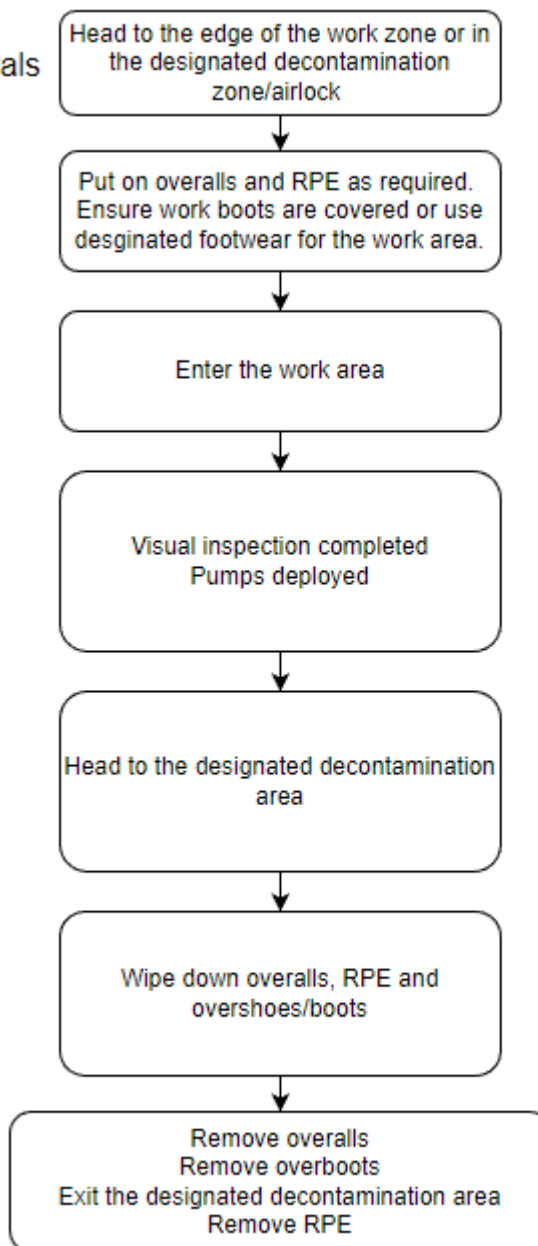 als
Head to the edge of the work zone or in
the designated decontamination
zone/airlock
Put on overalls and RPE as required.
Ensure work boots are covered or use
desginated footwear for the work area.
Enter the work area
Visual inspection completed
Pumps deployed
Head to the designated decontamination
area
Wipe down overalls, RPE and
overshoes/boots
Remove overalls
Remove overboots
Exit the designated decontamination area
Remove RPE